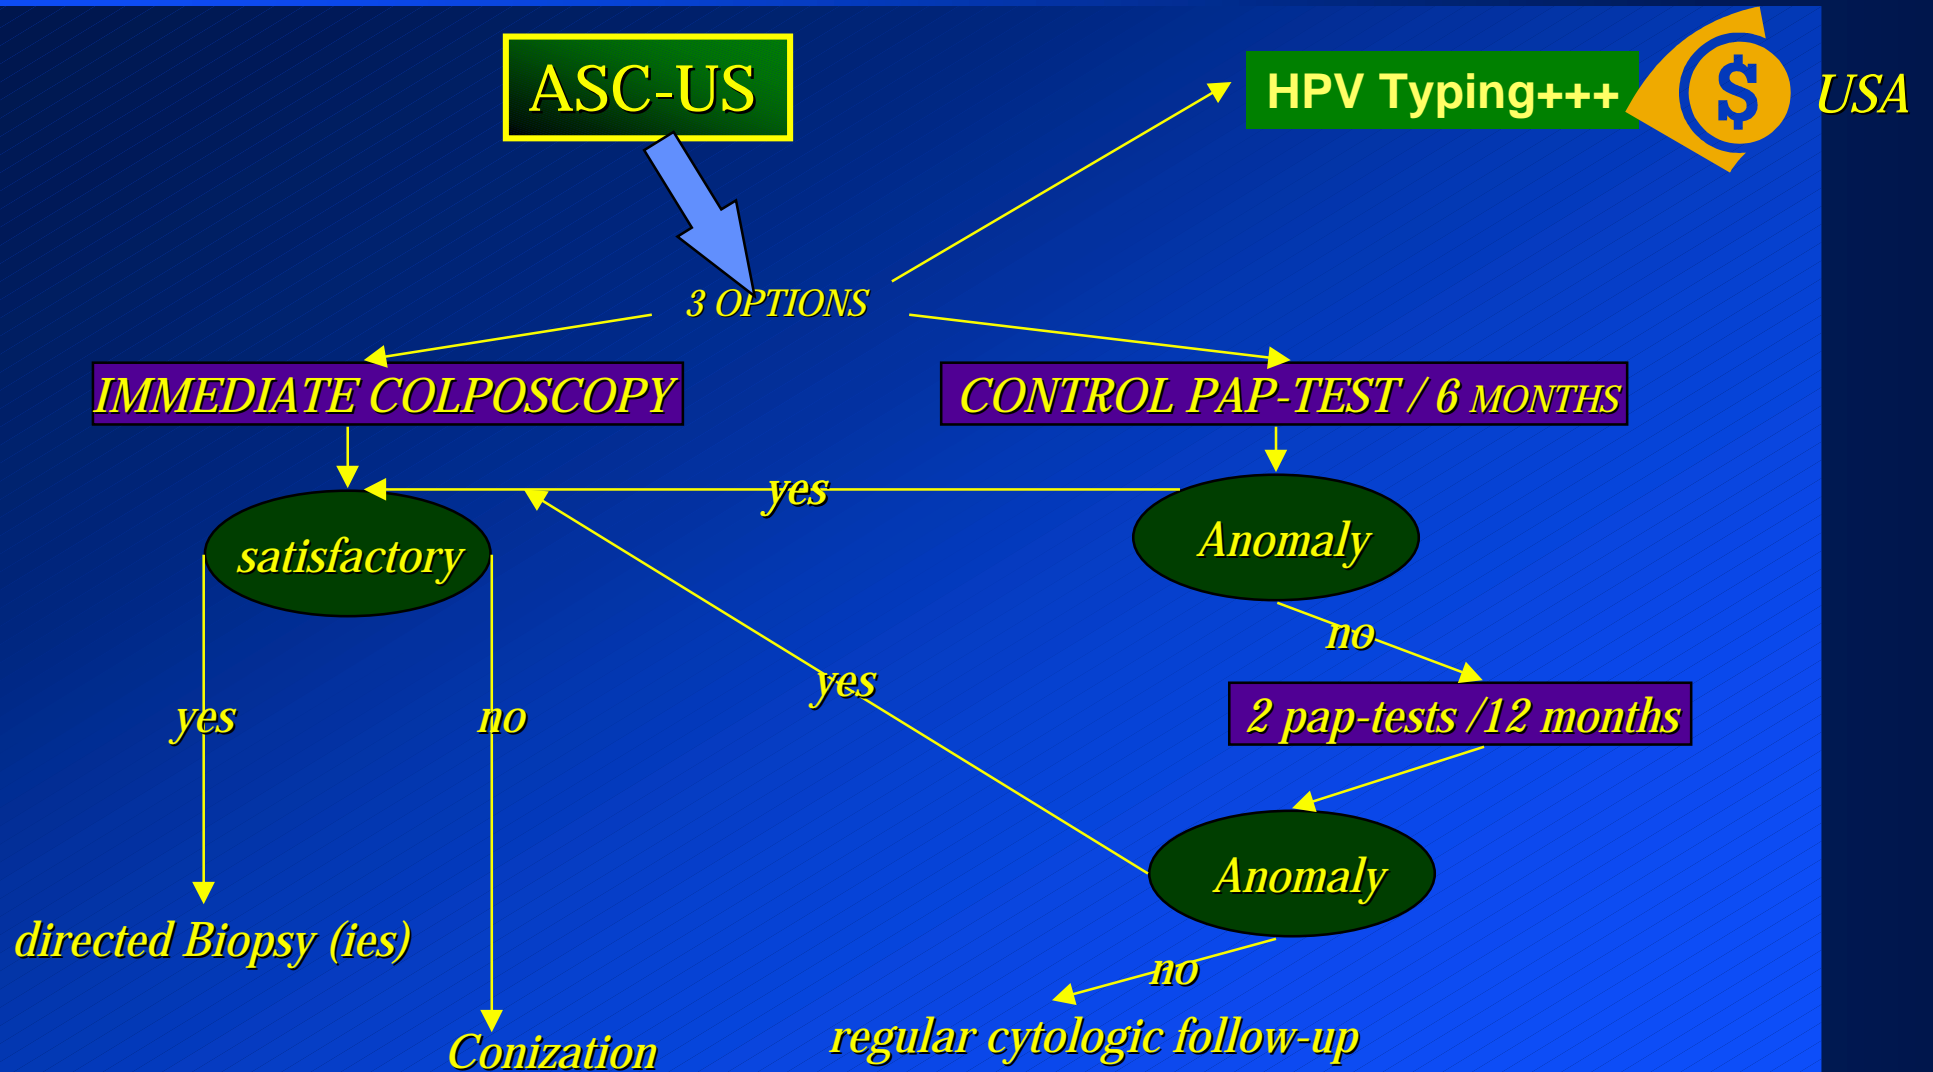 ASC-US
HPV Typing+++ $ USA
3 OPTIONS
IMMEDIATE COLPOSCOPY
CONTROL PAP-TEST / 6 MONTHS
yes
satisfactory
Anomaly
no
yes
2 pap-tests /12 months
yes
no
Anomaly
directed Biopsy (ies)
no
regular cytologic follow-up
Conization